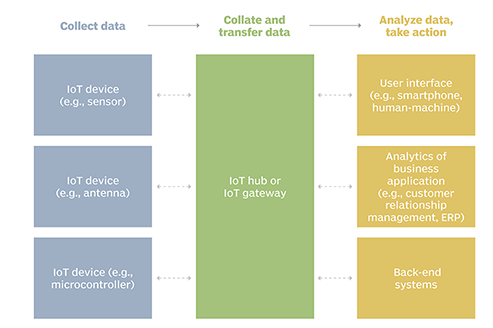 Collect data
Collate and
transfer data
Analyze data,
take action
IoT device
(e.g., sensor)
IoT device
(e.g., antenna)
IoT device (e.g.,
microcontroller)
IoT hub or
IoT gateway
User interface
(e.g., smartphone,
human-machine)
Analytics of
business
application
(e.g., customer
relationship
management, ERP)
Back-end
systems